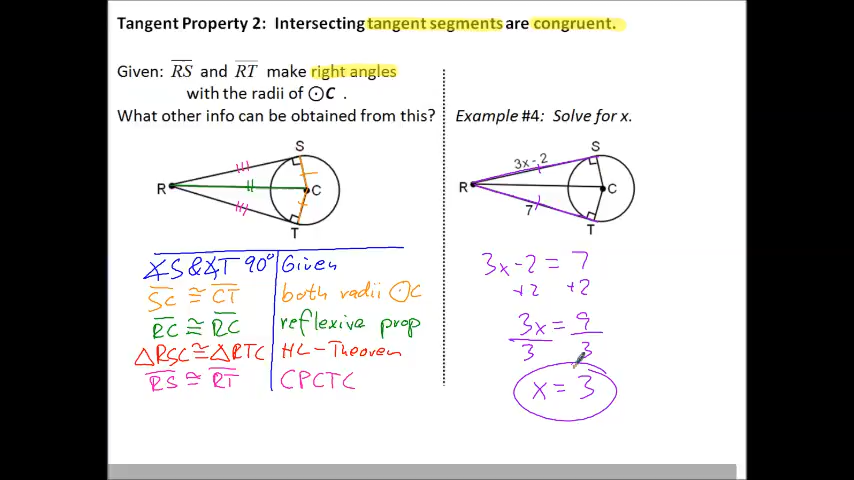 Tangent Property 2: Intersecting tangent segments are congruent.
Given: RS and RT make right angles
with the radii of ⊙C .
What other info can be obtained from this?
S
R
C
T
∡S & ∡T 90° Given
SC ≅ CT both radii ⊙C
RC ≅ RC reflexive prop
△RSC ≅ △RTC HL-Theorem
RS ≅ RT CPCTC
Example #4: Solve for x.
S
3x-2
R
C
7
T
3x-2 = 7
+2 +2
3x = 9
3 3
x = 3